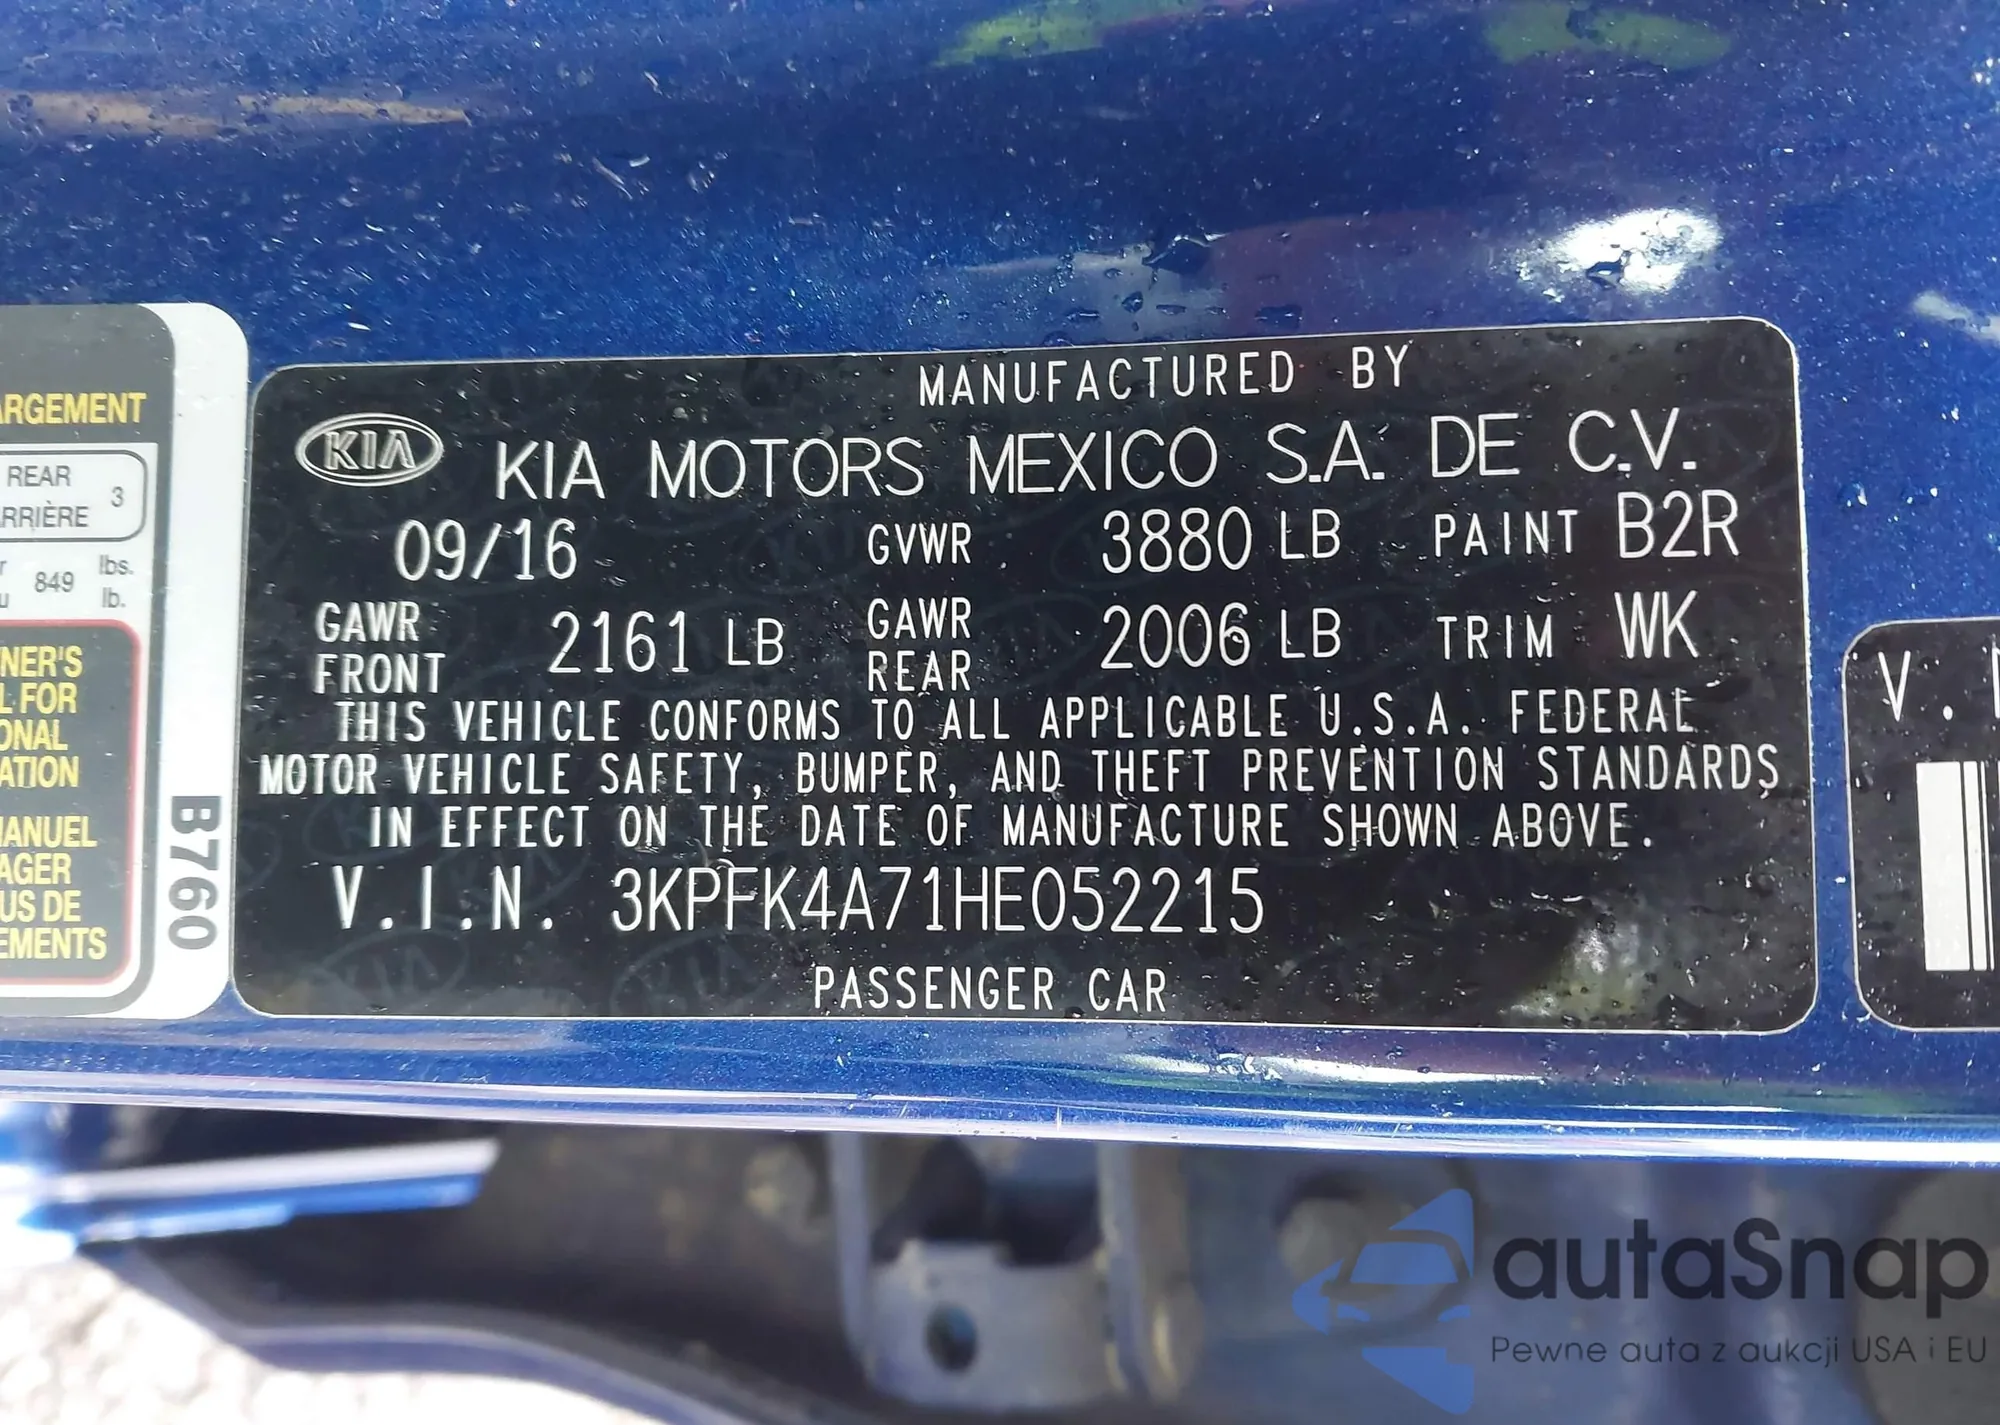 ARGEMENT
REAR 3
RRIÈRE
849 lbs.
lb.
NER'S
L FOR
ONAL
ATION
MANUEL
AGER
US DE
EMENTS
B760
MANUFACTURED BY
KIA KIA MOTORS MEXICO S.A. DE C.V.
09/16 GVWR 3880 LB PAINT B2R
GAWR FRONT 2161 LB GAWR REAR 2006 LB TRIM WK
THIS VEHICLE CONFORMS TO ALL APPLICABLE U.S.A. FEDERAL
MOTOR VEHICLE SAFETY, BUMPER, AND THEFT PREVENTION STANDARDS
IN EFFECT ON THE DATE OF MANUFACTURE SHOWN ABOVE.
V.I.N. 3KPFK4A71HE052215
PASSENGER CAR
V.
autaSnap
Pewne auta z aukcji USA i EU